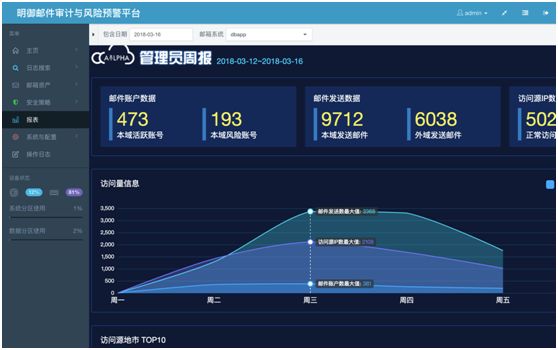 明御邮件审计与风险预警平台
admin
菜单
主页
日志搜索
邮箱资产
安全策略
报表
系统与配置
操作日志
设备状态
12%
81%
系统分区使用 1%
数据分区使用 2%
包含日期 2018-03-16 邮箱系统 dbapp
AiLPHA 管理员周报 2018-03-12~2018-03-16
邮件账户数据
473
本域活跃账号
193
本域风险账号
邮件发送数据
9712
本域发送邮件
6038
外域发送邮件
访问源IP数
502
正常访问
访问量信息
3,500
3,000
2,500
2,000
1,500
1,000
500
0
邮件发送数最大值: 3368
访问源IP数最大值: 2109
邮件账户数最大值: 381
周一 周二 周三 周四 周五
访问源地市 TOP10